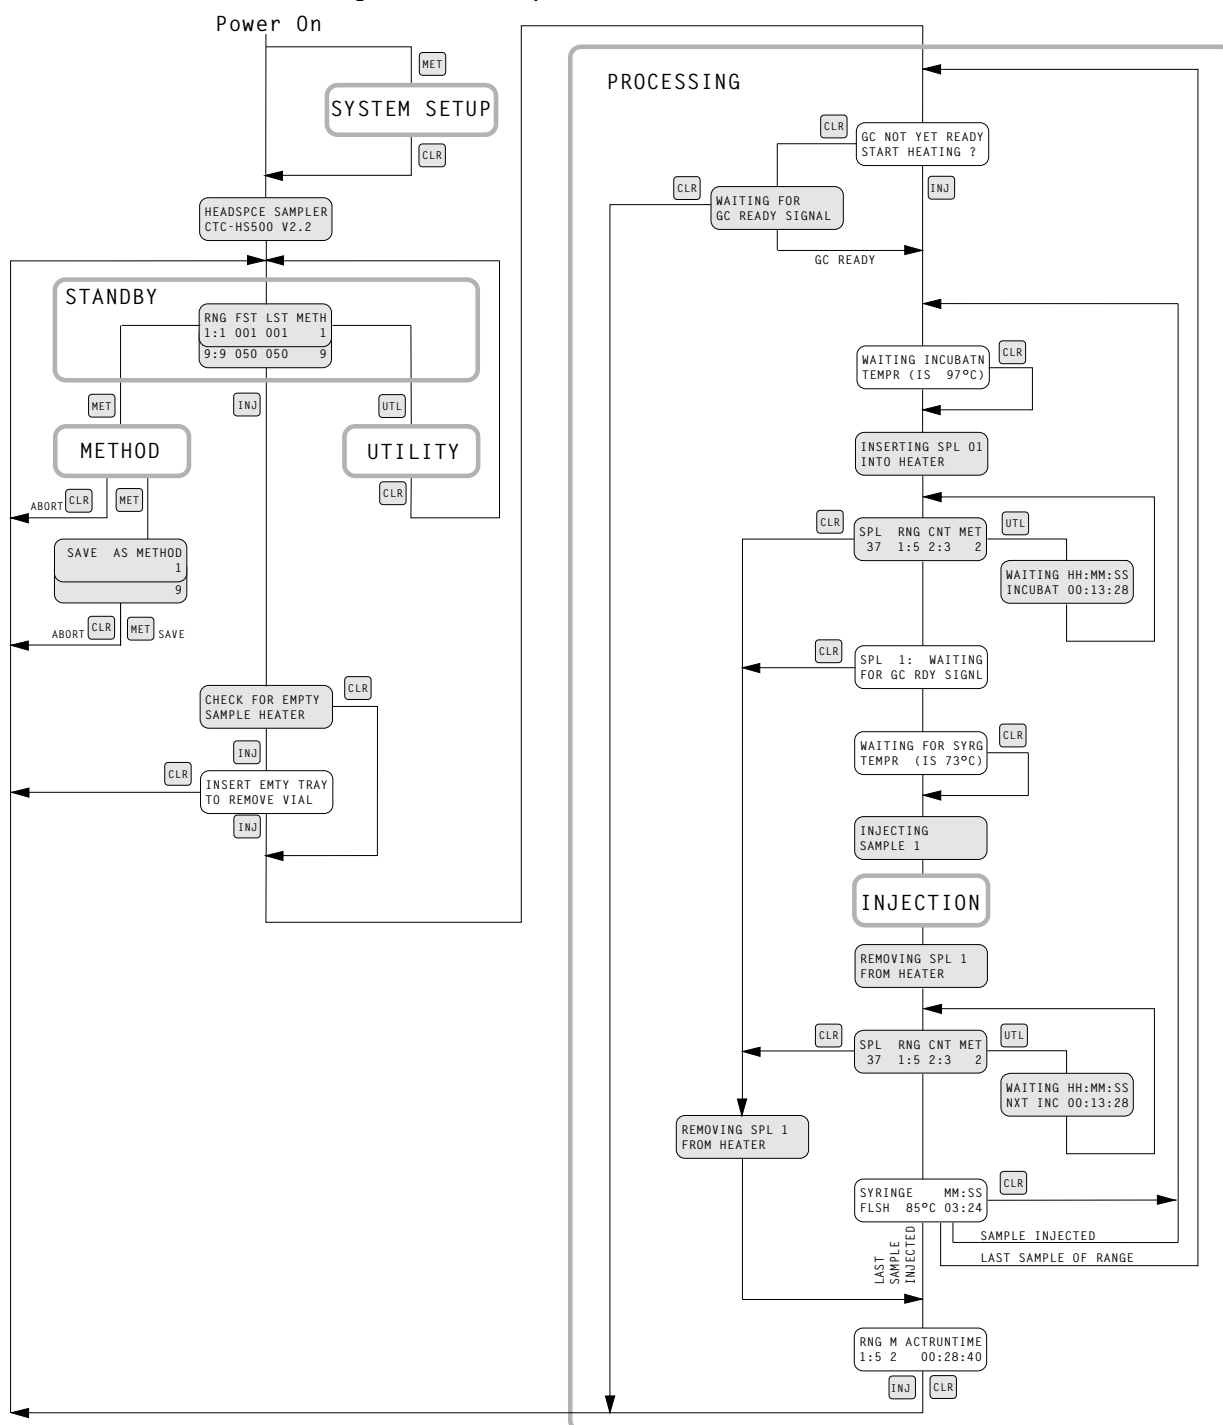 Power On
MET
SYSTEM SETUP
CLR
HEADSPCE SAMPLER
CTC-HS500 V2.2
STANDBY
RNG FST LST METH
1:1 001 001 1
9:9 050 050 9
MET
INJ
UTL
METHOD
UTILITY
ABORT CLR
MET
CLR
SAVE AS METHOD
1
9
ABORT CLR
MET SAVE
CHECK FOR EMPTY
SAMPLE HEATER
CLR
INJ
CLR
INSERT EMTY TRAY
TO REMOVE VIAL
INJ
PROCESSING
CLR
GC NOT YET READY
START HEATING ?
CLR
WAITING FOR
GC READY SIGNAL
INJ
GC READY
WAITING INCUBATN
TEMPR (IS 97°C)
CLR
INSERTING SPL 01
INTO HEATER
CLR
SPL RNG CNT MET
37 1:5 2:3 2
UTL
WAITING HH:MM:SS
INCUBAT 00:13:28
CLR
SPL 1: WAITING
FOR GC RDY SIGNL
WAITING FOR SYRG
TEMPR (IS 73°C)
CLR
INJECTING
SAMPLE 1
INJECTION
REMOVING SPL 1
FROM HEATER
CLR
SPL RNG CNT MET
37 1:5 2:3 2
UTL
WAITING HH:MM:SS
NXT INC 00:13:28
REMOVING SPL 1
FROM HEATER
SYRINGE MM:SS
FLSH 85°C 03:24
CLR
SAMPLE INJECTED
LAST SAMPLE OF RANGE
LAST
SAMPLE
INJECTED
RNG M ACTRUNTIME
1:5 2 00:28:40
INJ
CLR